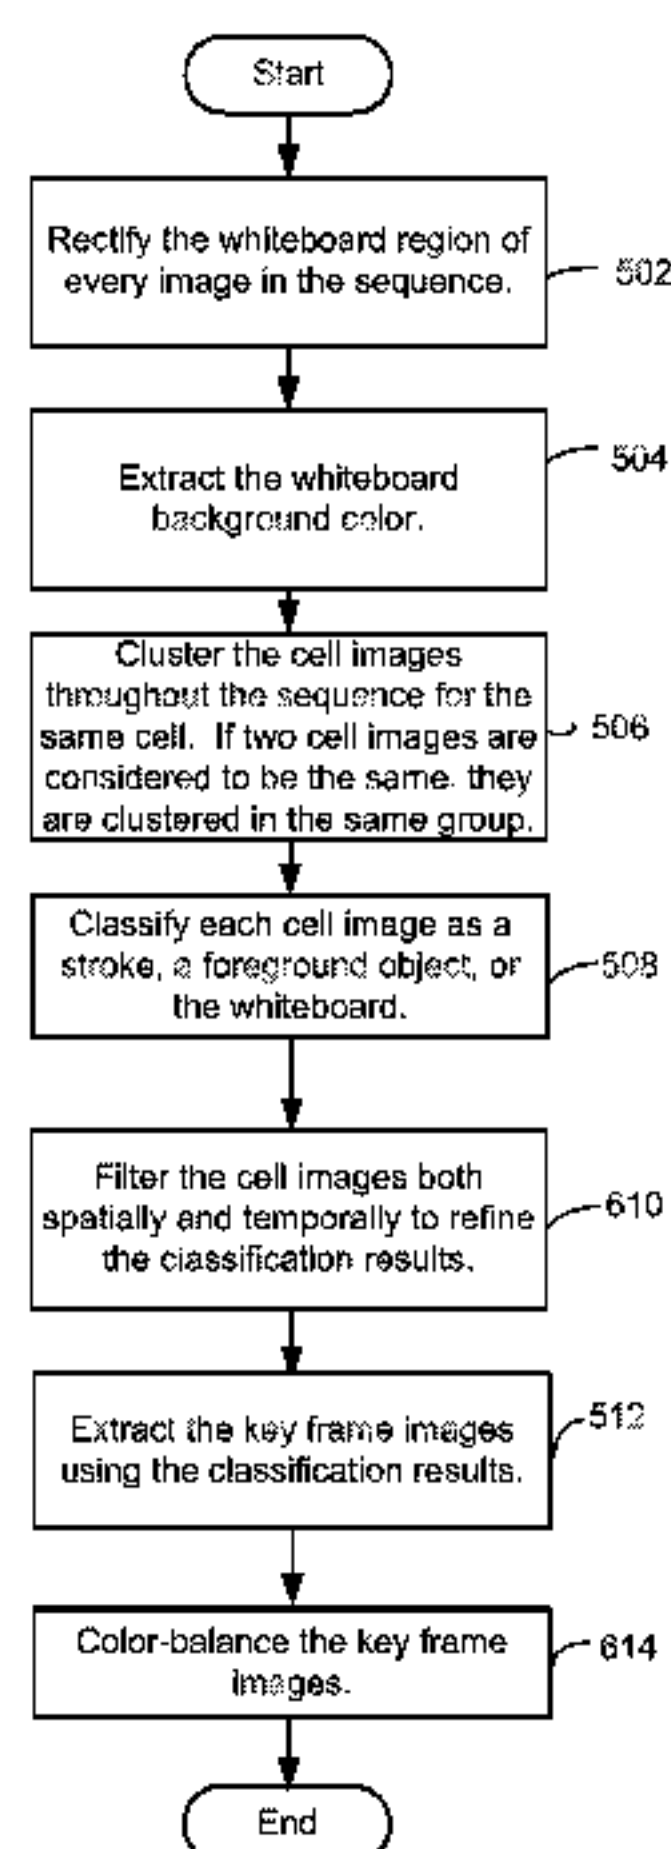 Start
Rectify the whiteboard region of
every image in the sequence.
502
Extract the whiteboard
background color.
504
Cluster the cell images
throughout the sequence for the
same cell. If two cell images are
considered to be the same. they
are clustered in the same group.
506
Classify each cell image as a
stroke, a foreground object, or
the whiteboard.
508
Filter the cell images both
spatially and temporally to refine
the classification results.
610
Extract the key frame images
using the classification results.
512
Color-balance the key frame
images.
614
End